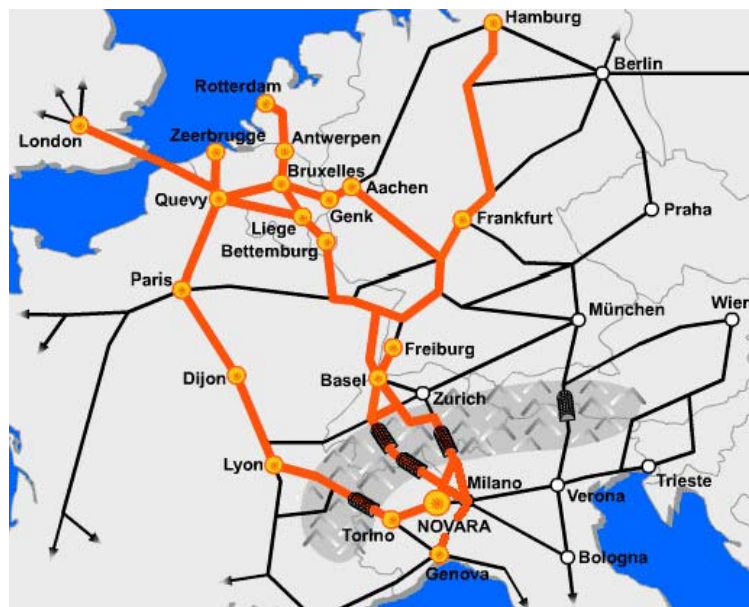 Hamburg
Berlin
Rotterdam
London
Zeerbrugge
Antwerpen
Bruxelles
Aachen
Quevy
Genk
Liege
Frankfurt
Praha
Bettemburg
Paris
München
Wien
Freiburg
Dijon
Basel
Zurich
Lyon
Milano
Trieste
Verona
Torino
NOVARA
Bologna
Genova